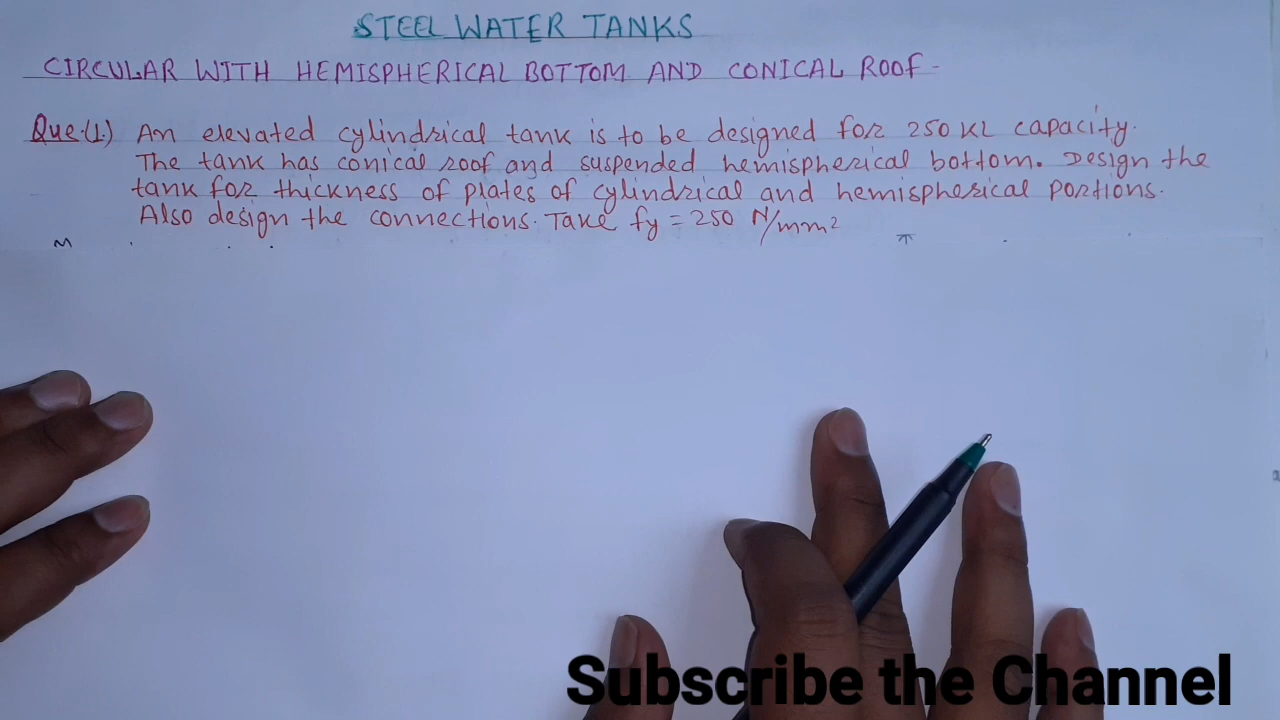 STEEL WATER TANKS
CIRCULAR WITH HEMISPHERICAL BOTTOM AND CONICAL ROOF-
Que.(1.) An elevated cylindrical tank is to be designed for 250 KL capacity.
The tank has conical roof and suspended hemispherical bottom. Design the
tank for thickness of plates of cylindrical and hemispherical portions.
Also design the connections. Take fy = 250 N/mm²
Subscribe the Channel